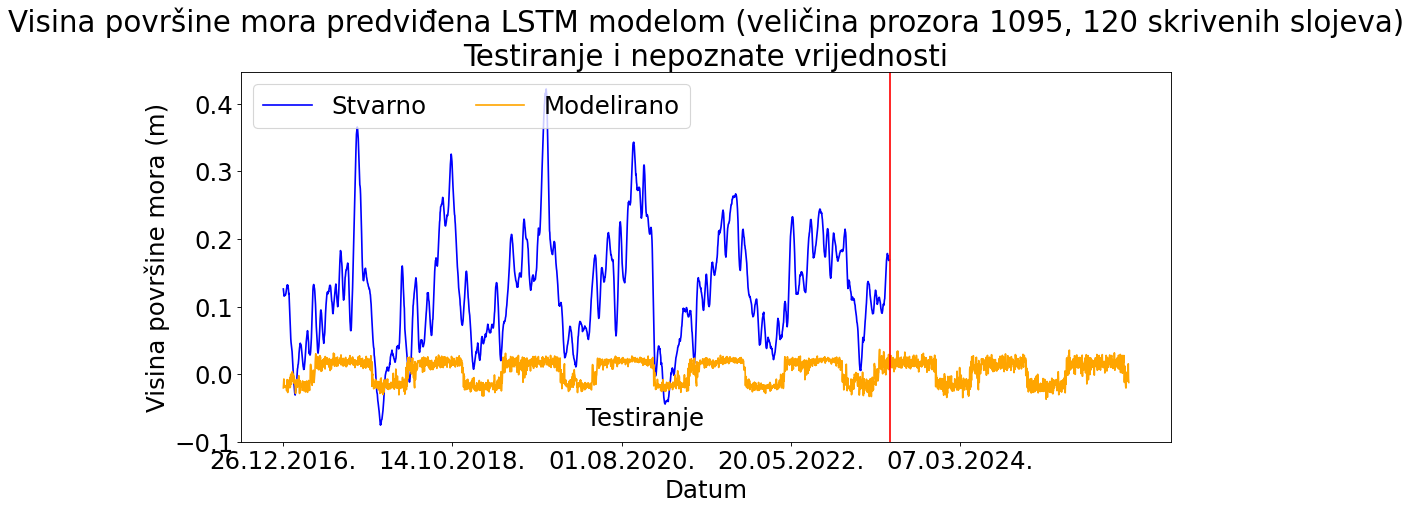 Visina površine mora predviđena LSTM modelom (veličina prozora 1095, 120 skrivenih slojeva)
Testiranje i nepoznate vrijednosti
Stvarno
Modelirano
Visina površine mora (m)
0.4
0.3
0.2
0.1
0.0
−0.1
Testiranje
26.12.2016.
14.10.2018.
01.08.2020.
20.05.2022.
07.03.2024.
Datum